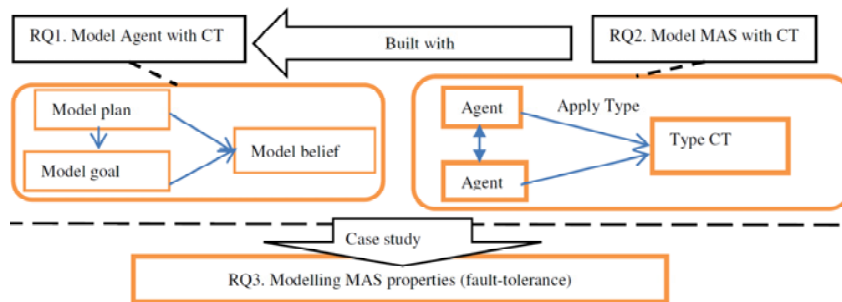 RQ1. Model Agent with CT
Built with
RQ2. Model MAS with CT
Model plan
Model goal
Model belief
Agent
Apply Type
Type CT
Agent
Case study
RQ3. Modelling MAS properties (fault-tolerance)